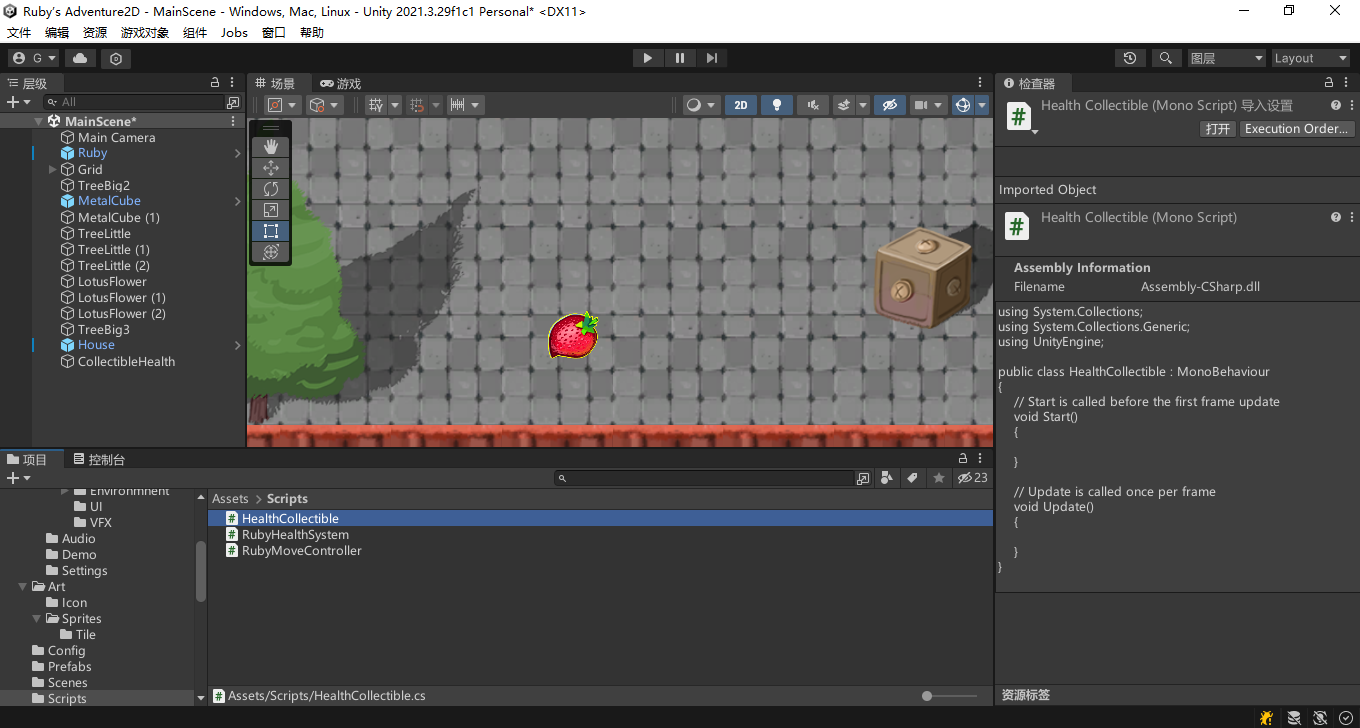 Ruby's Adventure2D - MainScene - Windows, Mac, Linux - Unity 2021.3.29f1c1 Personal* <DX11>
文件 编辑 资源 游戏对象 组件 Jobs 窗口 帮助
G 图层 Layout
层级
All
MainScene*
Main Camera
Ruby
Grid
TreeBig2
MetalCube
MetalCube (1)
TreeLittle
TreeLittle (1)
TreeLittle (2)
LotusFlower
LotusFlower (1)
LotusFlower (2)
TreeBig3
House
CollectibleHealth
场景 游戏
2D
检查器
Health Collectible (Mono Script) 导入设置
打开 Execution Order...
Imported Object
Health Collectible (Mono Script)
Assembly Information
Filename Assembly-CSharp.dll
using System.Collections;
using System.Collections.Generic;
using UnityEngine;
public class HealthCollectible : MonoBehaviour
{
// Start is called before the first frame update
void Start()
{
}
// Update is called once per frame
void Update()
{
}
}
资源标签
项目 控制台
23
Environmnent
UI
VFX
Audio
Demo
Settings
Art
Icon
Sprites
Tile
Config
Prefabs
Scenes
Scripts
Assets > Scripts
HealthCollectible
RubyHealthSystem
RubyMoveController
Assets/Scripts/HealthCollectible.cs